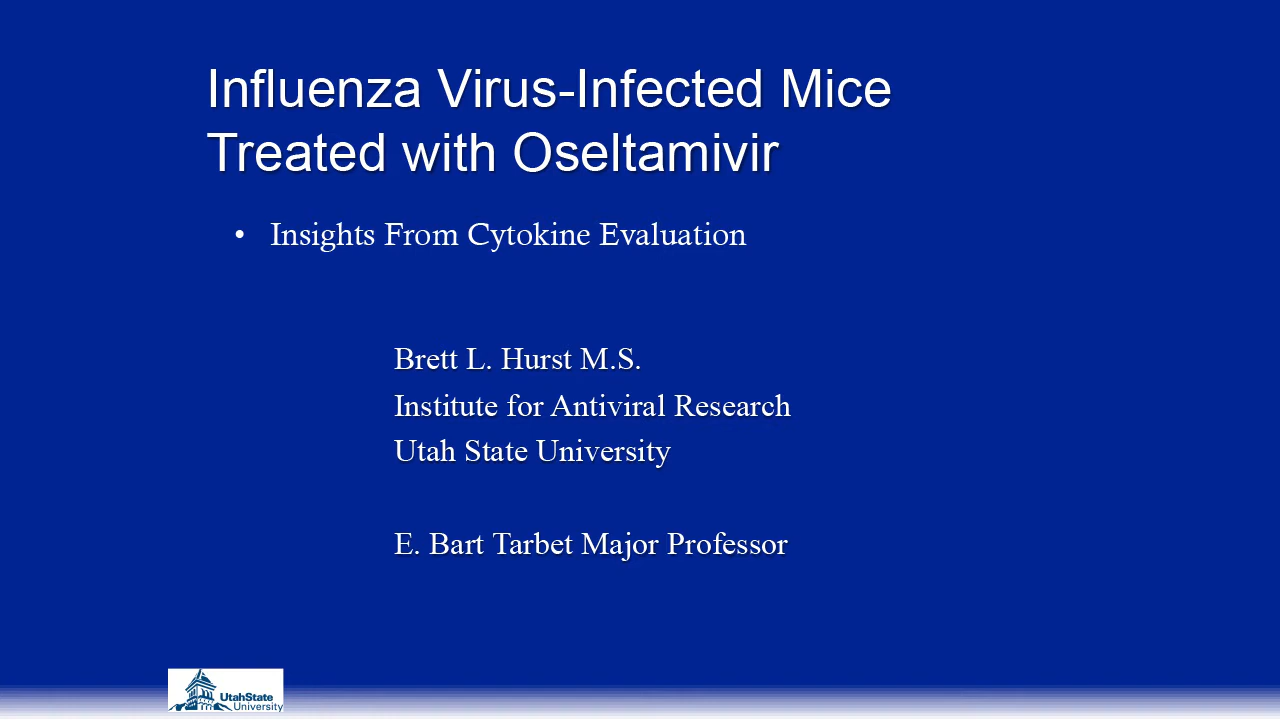 Influenza Virus-Infected Mice
Treated with Oseltamivir
• Insights From Cytokine Evaluation
Brett L. Hurst M.S.
Institute for Antiviral Research
Utah State University
E. Bart Tarbet Major Professor
UtahState
University